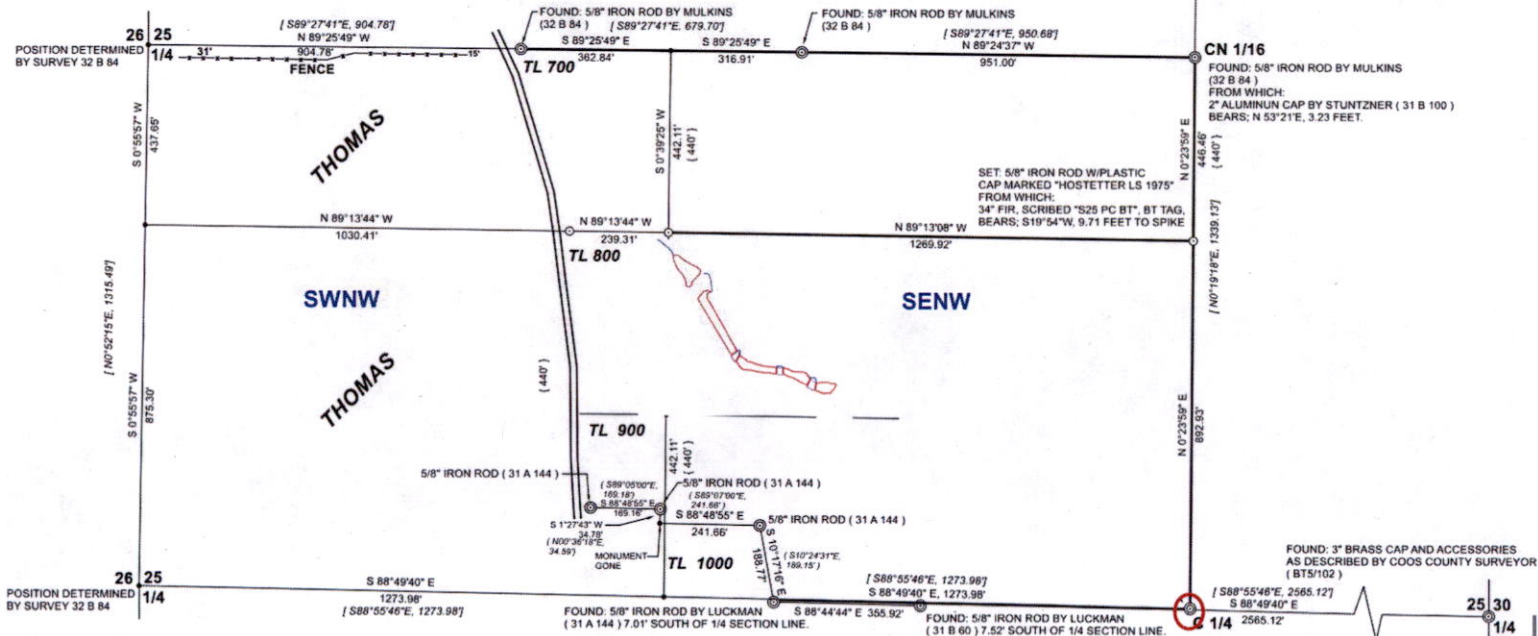 [ S89°27'41"E, 904.78']
N 89°25'49" W
904.78'
26 25
1/4
POSITION DETERMINED
BY SURVEY 32 B 84
31'
15'
FENCE
FOUND: 5/8" IRON ROD BY MULKINS
(32 B 84 )
[S89°27'41"E, 679.70']
S 89°25'49" E
362.84'
TL 700
S 89°25'49" E
316.91'
FOUND: 5/8" IRON ROD BY MULKINS
(32 B 84)
[S89°27'41"E, 950.68']
N 89°24'37" W
951.00'
CN 1/16
FOUND: 5/8" IRON ROD BY MULKINS
(32 B 84 )
FROM WHICH:
2" ALUMINUN CAP BY STUNTZNER ( 31 B 100 )
BEARS; N 53°21'E, 3.23 FEET.
S 0°55'57" W
437.65'
THOMAS
S 0°39'25" W
442.11'
( 440' )
N 0°23'59" E
446.46'
( 440' )
SET: 5/8" IRON ROD W/PLASTIC
CAP MARKED "HOSTETTER LS 1975"
FROM WHICH:
34" FIR, SCRIBED "S25 PC BT", BT TAG,
BEARS; S19°54"W, 9.71 FEET TO SPIKE
N 89°13'44" W
1030.41'
N 89°13'44" W
239.31'
N 89°13'08" W
1269.92'
TL 800
[ N0°52'15"E, 1315.49']
[ N0°19'18"E, 1339.13']
SWNW
SENW
S 0°55'57" W
875.30'
THOMAS
( 440' )
N 0°23'59" E
892.93'
TL 900
442.11'
( 440' )
5/8" IRON ROD ( 31 A 144 )
( S89°05'00"E,
169.18')
S 88°48'55" E
169.16'
5/8" IRON ROD ( 31 A 144 )
( S89°07'00"E,
241.66' )
S 88°48'55" E
241.66'
5/8" IRON ROD ( 31 A 144 )
S 1°27'43" W
34.78'
( N00°36'18"E,
34.59')
MONUMENT
GONE
TL 1000
S 10°17'16" E
188.77'
(S10°24'31"E,
189.15')
26 25
1/4
POSITION DETERMINED
BY SURVEY 32 B 84
S 88°49'40" E
1273.98'
[S88°55'46"E, 1273.98']
FOUND: 5/8" IRON ROD BY LUCKMAN
( 31 A 144 ) 7.01' SOUTH OF 1/4 SECTION LINE.
[S88°55'46"E, 1273.98']
S 88°49'40" E, 1273.98'
S 88°44'44" E 355.92'
FOUND: 5/8" IRON ROD BY LUCKMAN
( 31 B 60 ) 7.52' SOUTH OF 1/4 SECTION LINE.
C 1/4
[S88°55'46"E, 2565.12']
S 88°49'40" E
2565.12'
FOUND: 3" BRASS CAP AND ACCESSORIES
AS DESCRIBED BY COOS COUNTY SURVEYOR
( BT5/102 )
25 30
1/4